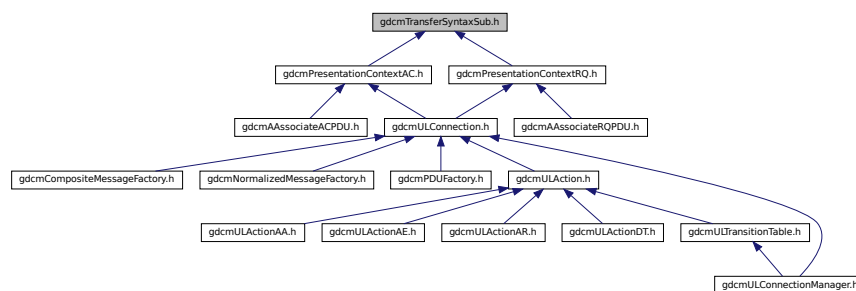 gdcmTransferSyntaxSub.h
gdcmPresentationContextAC.h
gdcmPresentationContextRQ.h
gdcmAAssociateACPDU.h
gdcmULConnection.h
gdcmAAssociateRQPDU.h
gdcmCompositeMessageFactory.h
gdcmNormalizedMessageFactory.h
gdcmPDUFactory.h
gdcmULAction.h
gdcmULActionAA.h
gdcmULActionAE.h
gdcmULActionAR.h
gdcmULActionDT.h
gdcmULTransitionTable.h
gdcmULConnectionManager.h